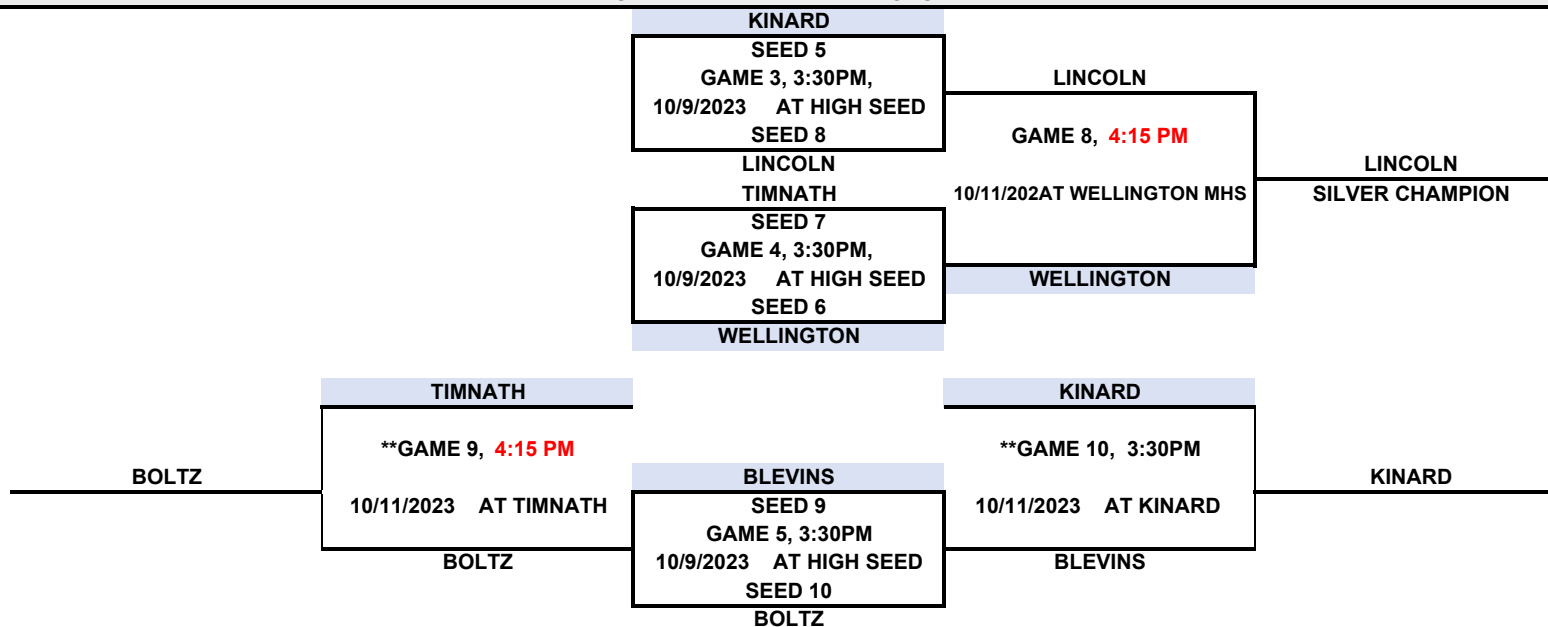 KINARD
SEED 5
GAME 3, 3:30PM,
10/9/2023 AT HIGH SEED
SEED 8
LINCOLN
LINCOLN
GAME 8, 4:15 PM
10/11/202AT WELLINGTON MHS
LINCOLN
SILVER CHAMPION
TIMNATH
SEED 7
GAME 4, 3:30PM,
10/9/2023 AT HIGH SEED
SEED 6
WELLINGTON
WELLINGTON
TIMNATH
**GAME 9, 4:15 PM
10/11/2023 AT TIMNATH
BOLTZ
BOLTZ
BLEVINS
SEED 9
GAME 5, 3:30PM
10/9/2023 AT HIGH SEED
SEED 10
BOLTZ
KINARD
**GAME 10, 3:30PM
10/11/2023 AT KINARD
BLEVINS
KINARD